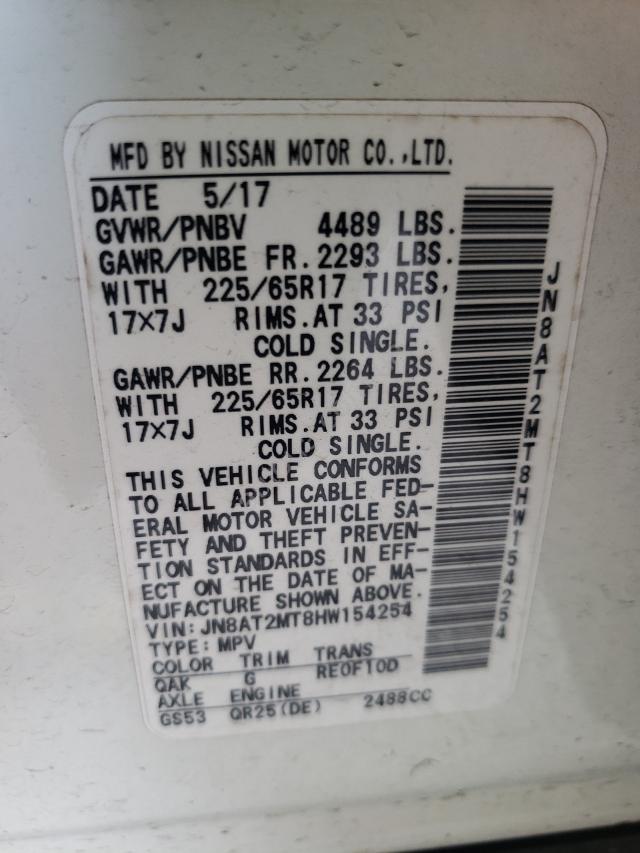 MFD BY NISSAN MOTOR CO.,LTD.
DATE 5/17
GVWR/PNBV 4489 LBS.
GAWR/PNBE FR.2293 LBS.
WITH 225/65R17 TIRES,
17×7J RIMS.AT 33 PSI
COLD SINGLE.
GAWR/PNBE RR.2264 LBS.
WITH 225/65R17 TIRES,
17×7J RIMS.AT 33 PSI
COLD SINGLE.
THIS VEHICLE CONFORMS
TO ALL APPLICABLE FED-
ERAL MOTOR VEHICLE SA-
FETY AND THEFT PREVEN-
TION STANDARDS IN EFF-
ECT ON THE DATE OF MA-
NUFACTURE SHOWN ABOVE.
VIN:JN8AT2MT8HW154254
TYPE:MPV
COLOR TRIM TRANS
QAK G RE0F10D
AXLE ENGINE
GS53 QR25(DE) 2488CC
JN8AT2MT8HW154254